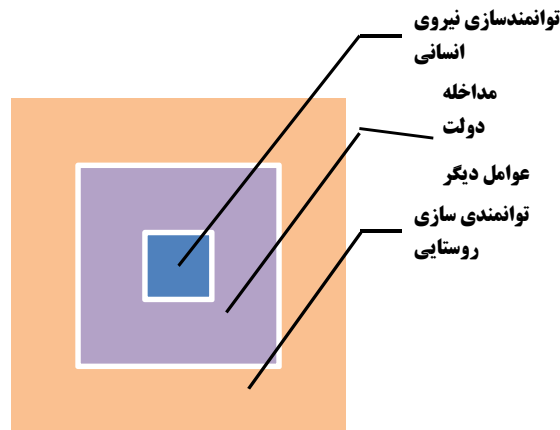 توانمندسازی نیروی
انسانی
مداخله
دولت
عوامل دیگر
توانمندی سازی
روستایی